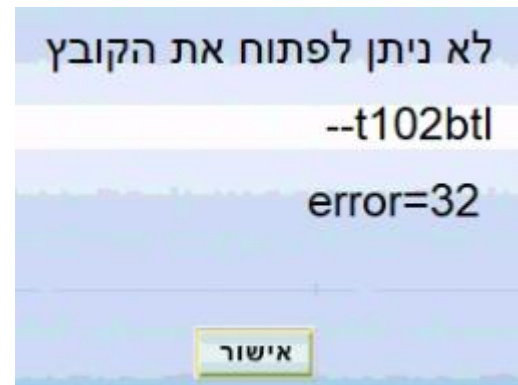 לא ניתן לפתוח את הקובץ
--t102btl
error=32
אישור